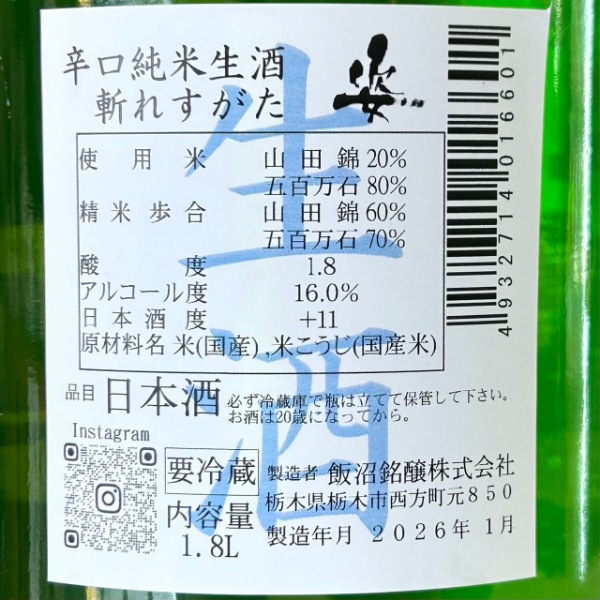 辛口純米生酒
斬れすがた
姿
生酒
使用米 山田錦20%
五百万石80%
精米歩合 山田錦60%
五百万石70%
酸度 1.8
アルコール度 16.0%
日本酒度 +11
原材料名 米(国産),米こうじ(国産米)
品目 日本酒
必ず冷蔵庫で瓶は立てて保管して下さい。
お酒は20歳になってから。
Instagram
要冷蔵
内容量
1.8L
製造者 飯沼銘醸株式会社
栃木県栃木市西方町元850
製造年月 2026年1月
4932714016601